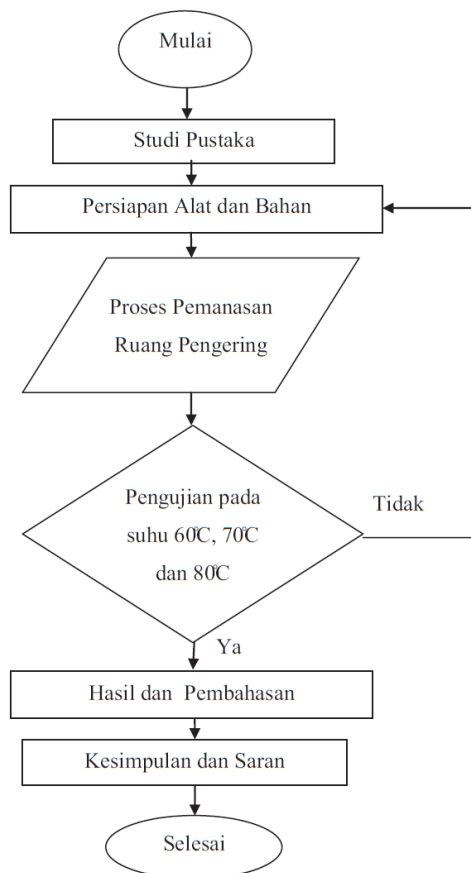 Mulai
Studi Pustaka
Persiapan Alat dan Bahan
Proses Pemanasan
Ruang Pengering
Pengujian pada
suhu 60℃, 70℃
dan 80℃
Tidak
Ya
Hasil dan Pembahasan
Kesimpulan dan Saran
Selesai